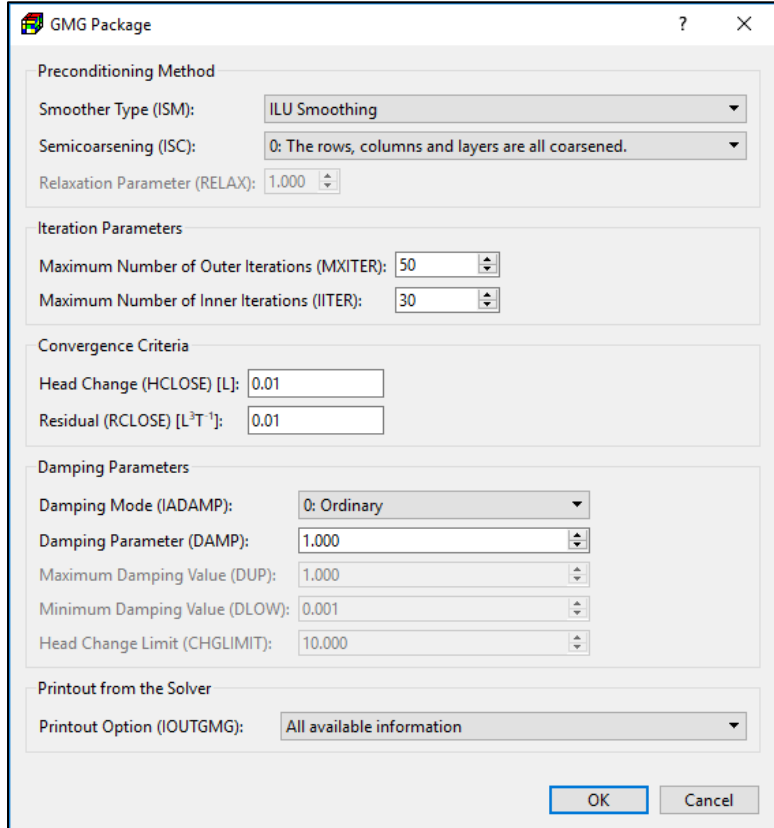 GMG Package ?
Preconditioning Method
Smoother Type (ISM): ILU Smoothing
Semicoarsening (ISC): 0: The rows, columns and layers are all coarsened.
Relaxation Parameter (RELAX): 1.000
Iteration Parameters
Maximum Number of Outer Iterations (MXITER): 50
Maximum Number of Inner Iterations (IITER): 30
Convergence Criteria
Head Change (HCLOSE) [L]: 0.01
Residual (RCLOSE) [L³T⁻¹]: 0.01
Damping Parameters
Damping Mode (IADAMP): 0: Ordinary
Damping Parameter (DAMP): 1.000
Maximum Damping Value (DUP): 1.000
Minimum Damping Value (DLOW): 0.001
Head Change Limit (CHGLIMIT): 10.000
Printout from the Solver
Printout Option (IOUTGMG): All available information
OK Cancel